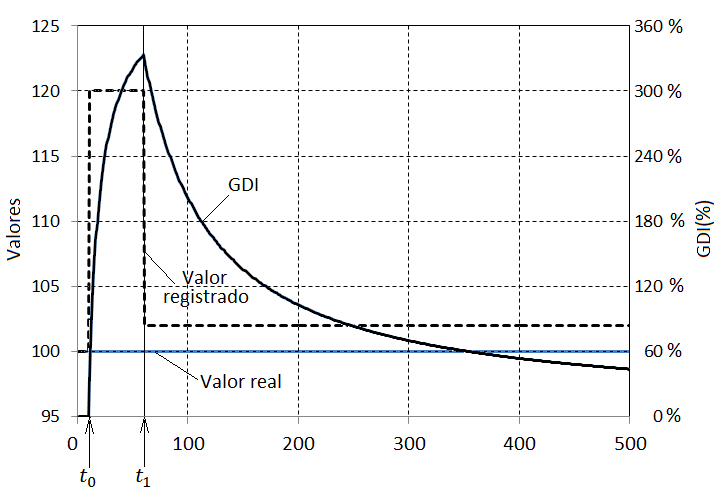 125
120
115
110
105
100
95
Valores
360 %
300 %
240 %
180 %
120 %
60 %
0 %
GDI(%)
GDI
Valor
registrado
Valor real
0
100
200
300
400
500
t₀
t₁